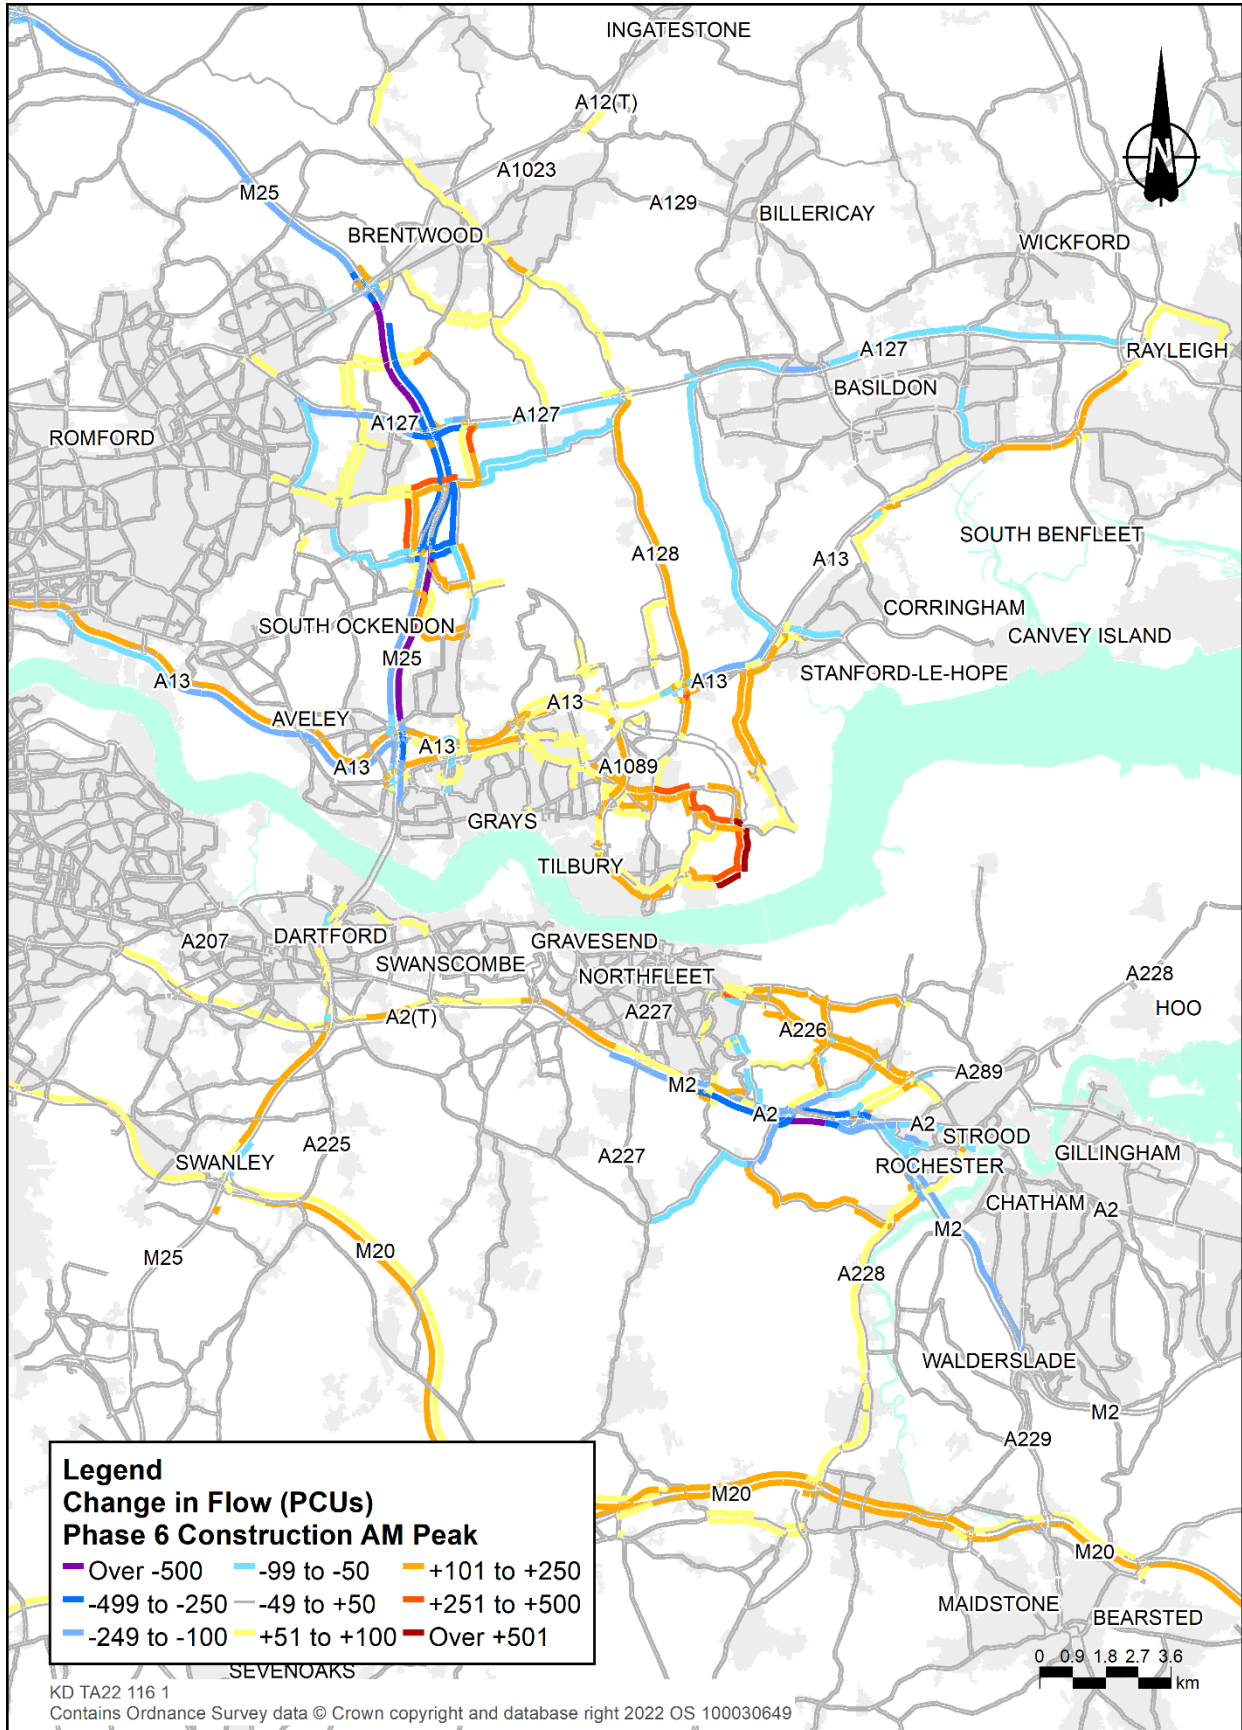 INGATESTONE
A12(T)
A1023
M25
A129
BILLERICAY
BRENTWOOD
WICKFORD
N
A127
RAYLEIGH
BASILDON
A127
A127
ROMFORD
SOUTH BENFLEET
A128
A13
CORRINGHAM
SOUTH OCKENDON
CANVEY ISLAND
M25
STANFORD-LE-HOPE
A13
A13
A13
AVELEY
A13
A13
A1089
GRAYS
TILBURY
DARTFORD
A207
GRAVESEND
SWANSCOMBE
NORTHFLEET
A228
HOO
A227
A2(T)
A226
A289
M2
A2
A2
STROOD
A225
GILLINGHAM
A227
SWANLEY
ROCHESTER
CHATHAM
A2
M2
M25
M20
A228
WALDERSLADE
M2
A229
M20
M20
MAIDSTONE
BEARSTED
SEVENOAKS
Legend
Change in Flow (PCUs)
Phase 6 Construction AM Peak
Over -500 -99 to -50 +101 to +250
-499 to -250 -49 to +50 +251 to +500
-249 to -100 +51 to +100 Over +501
0 0.9 1.8 2.7 3.6
km
KD TA22 116 1
Contains Ordnance Survey data © Crown copyright and database right 2022 OS 100030649